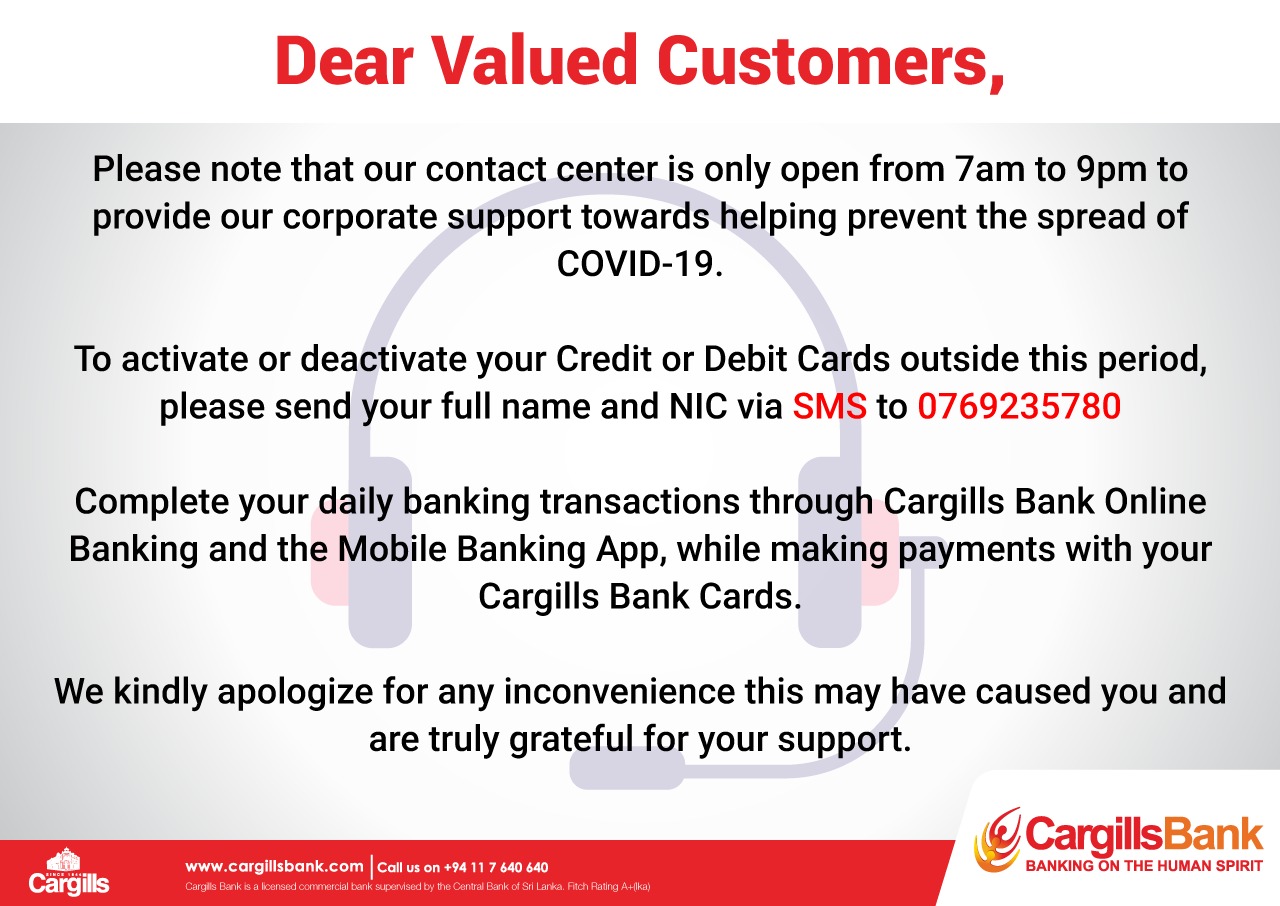 Dear Valued Customers,
Please note that our contact center is only open from 7am to 9pm to
provide our corporate support towards helping prevent the spread of
COVID-19.
To activate or deactivate your Credit or Debit Cards outside this period,
please send your full name and NIC via SMS to 0769235780
Complete your daily banking transactions through Cargills Bank Online
Banking and the Mobile Banking App, while making payments with your
Cargills Bank Cards.
We kindly apologize for any inconvenience this may have caused you and
are truly grateful for your support.
SINCE 1844
Cargills
www.cargillsbank.com | Call us on +94 11 7 640 640
Cargills Bank is a licensed commercial bank supervised by the Central Bank of Sri Lanka. Fitch Rating A+(lka)
CargillsBank
BANKING ON THE HUMAN SPIRIT